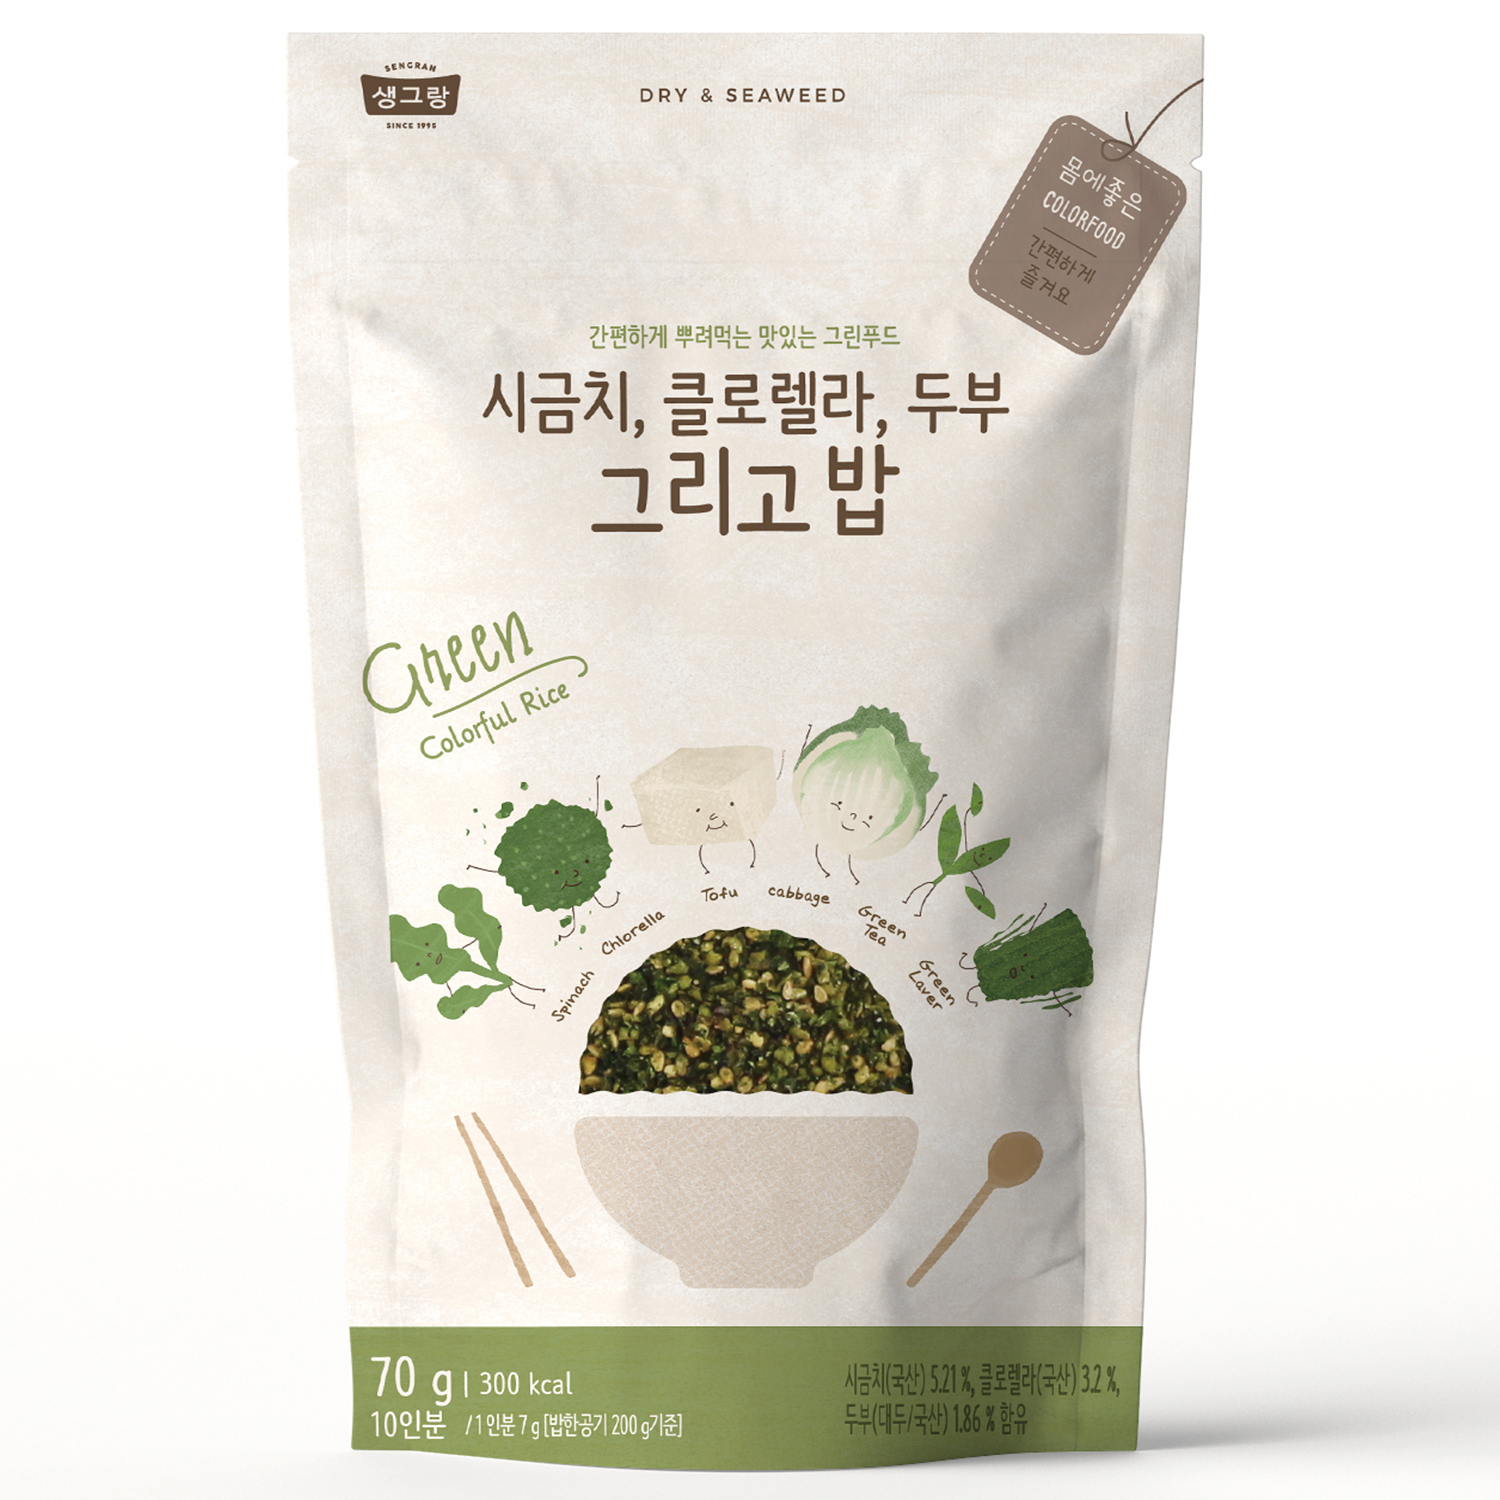 SENGRAN
생그랑
SINCE 1995
DRY & SEAWEED
몸에좋은
COLORFOOD
간편하게
즐겨요
간편하게 뿌려먹는 맛있는 그린푸드
시금치, 클로렐라, 두부
그리고 밥
Green
Colorful Rice
Spinach
Chlorella
Tofu
cabbage
Green
Tea
Green
Laver
70 g | 300 kcal
10인분 / 1인분 7 g [밥한공기 200 g기준]
시금치(국산) 5.21 %, 클로렐라(국산) 3.2 %,
두부(대두/국산) 1.86 % 함유